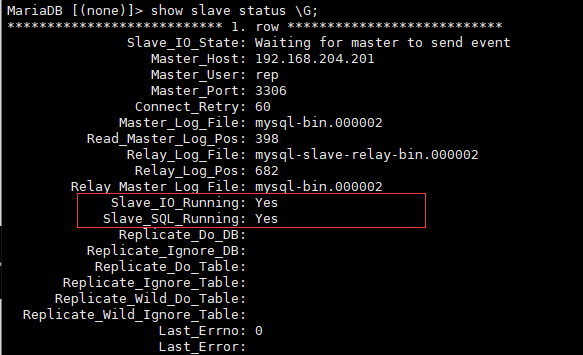 MariaDB [(none)]> show slave status \G;
*************************** 1. row ***************************
Slave_IO_State: Waiting for master to send event
Master_Host: 192.168.204.201
Master_User: rep
Master_Port: 3306
Connect_Retry: 60
Master_Log_File: mysql-bin.000002
Read_Master_Log_Pos: 398
Relay_Log_File: mysql-slave-relay-bin.000002
Relay_Log_Pos: 682
Relay_Master_Log_File: mysql-bin.000002
Slave_IO_Running: Yes
Slave_SQL_Running: Yes
Replicate_Do_DB:
Replicate_Ignore_DB:
Replicate_Do_Table:
Replicate_Ignore_Table:
Replicate_Wild_Do_Table:
Replicate_Wild_Ignore_Table:
Last_Errno: 0
Last_Error: